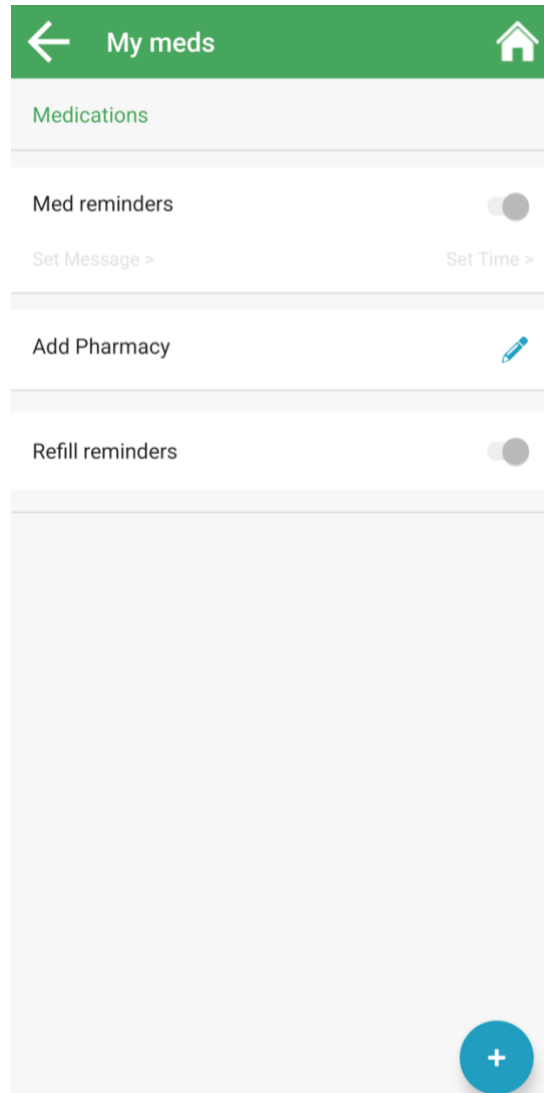 My meds
Medications
Med reminders
Set Message > Set Time >
Add Pharmacy
Refill reminders
+